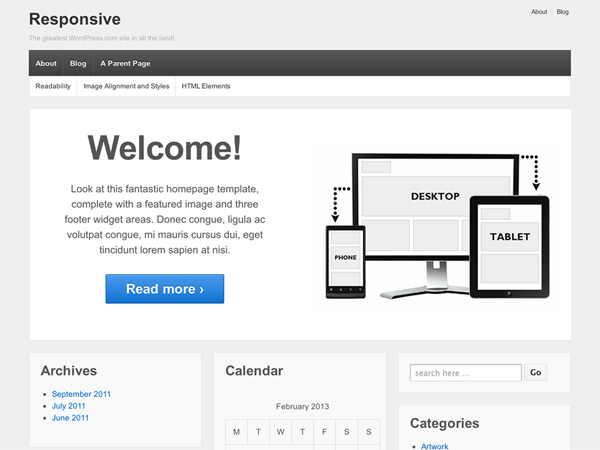 Responsive
The greatest WordPress.com site in all the land!
About Blog
About Blog A Parent Page
Readability Image Alignment and Styles HTML Elements
Welcome!
Look at this fantastic homepage template,
complete with a featured image and three
footer widget areas. Donec congue, ligula ac
volutpat congue, mi mauris cursus dui, eget
tincidunt lorem sapien at nisi.
Read more ›
DESKTOP
TABLET
PHONE
Archives
September 2011
July 2011
June 2011
Calendar
February 2013
M T W T F S S
1 2 3
search here … Go
Categories
Artwork